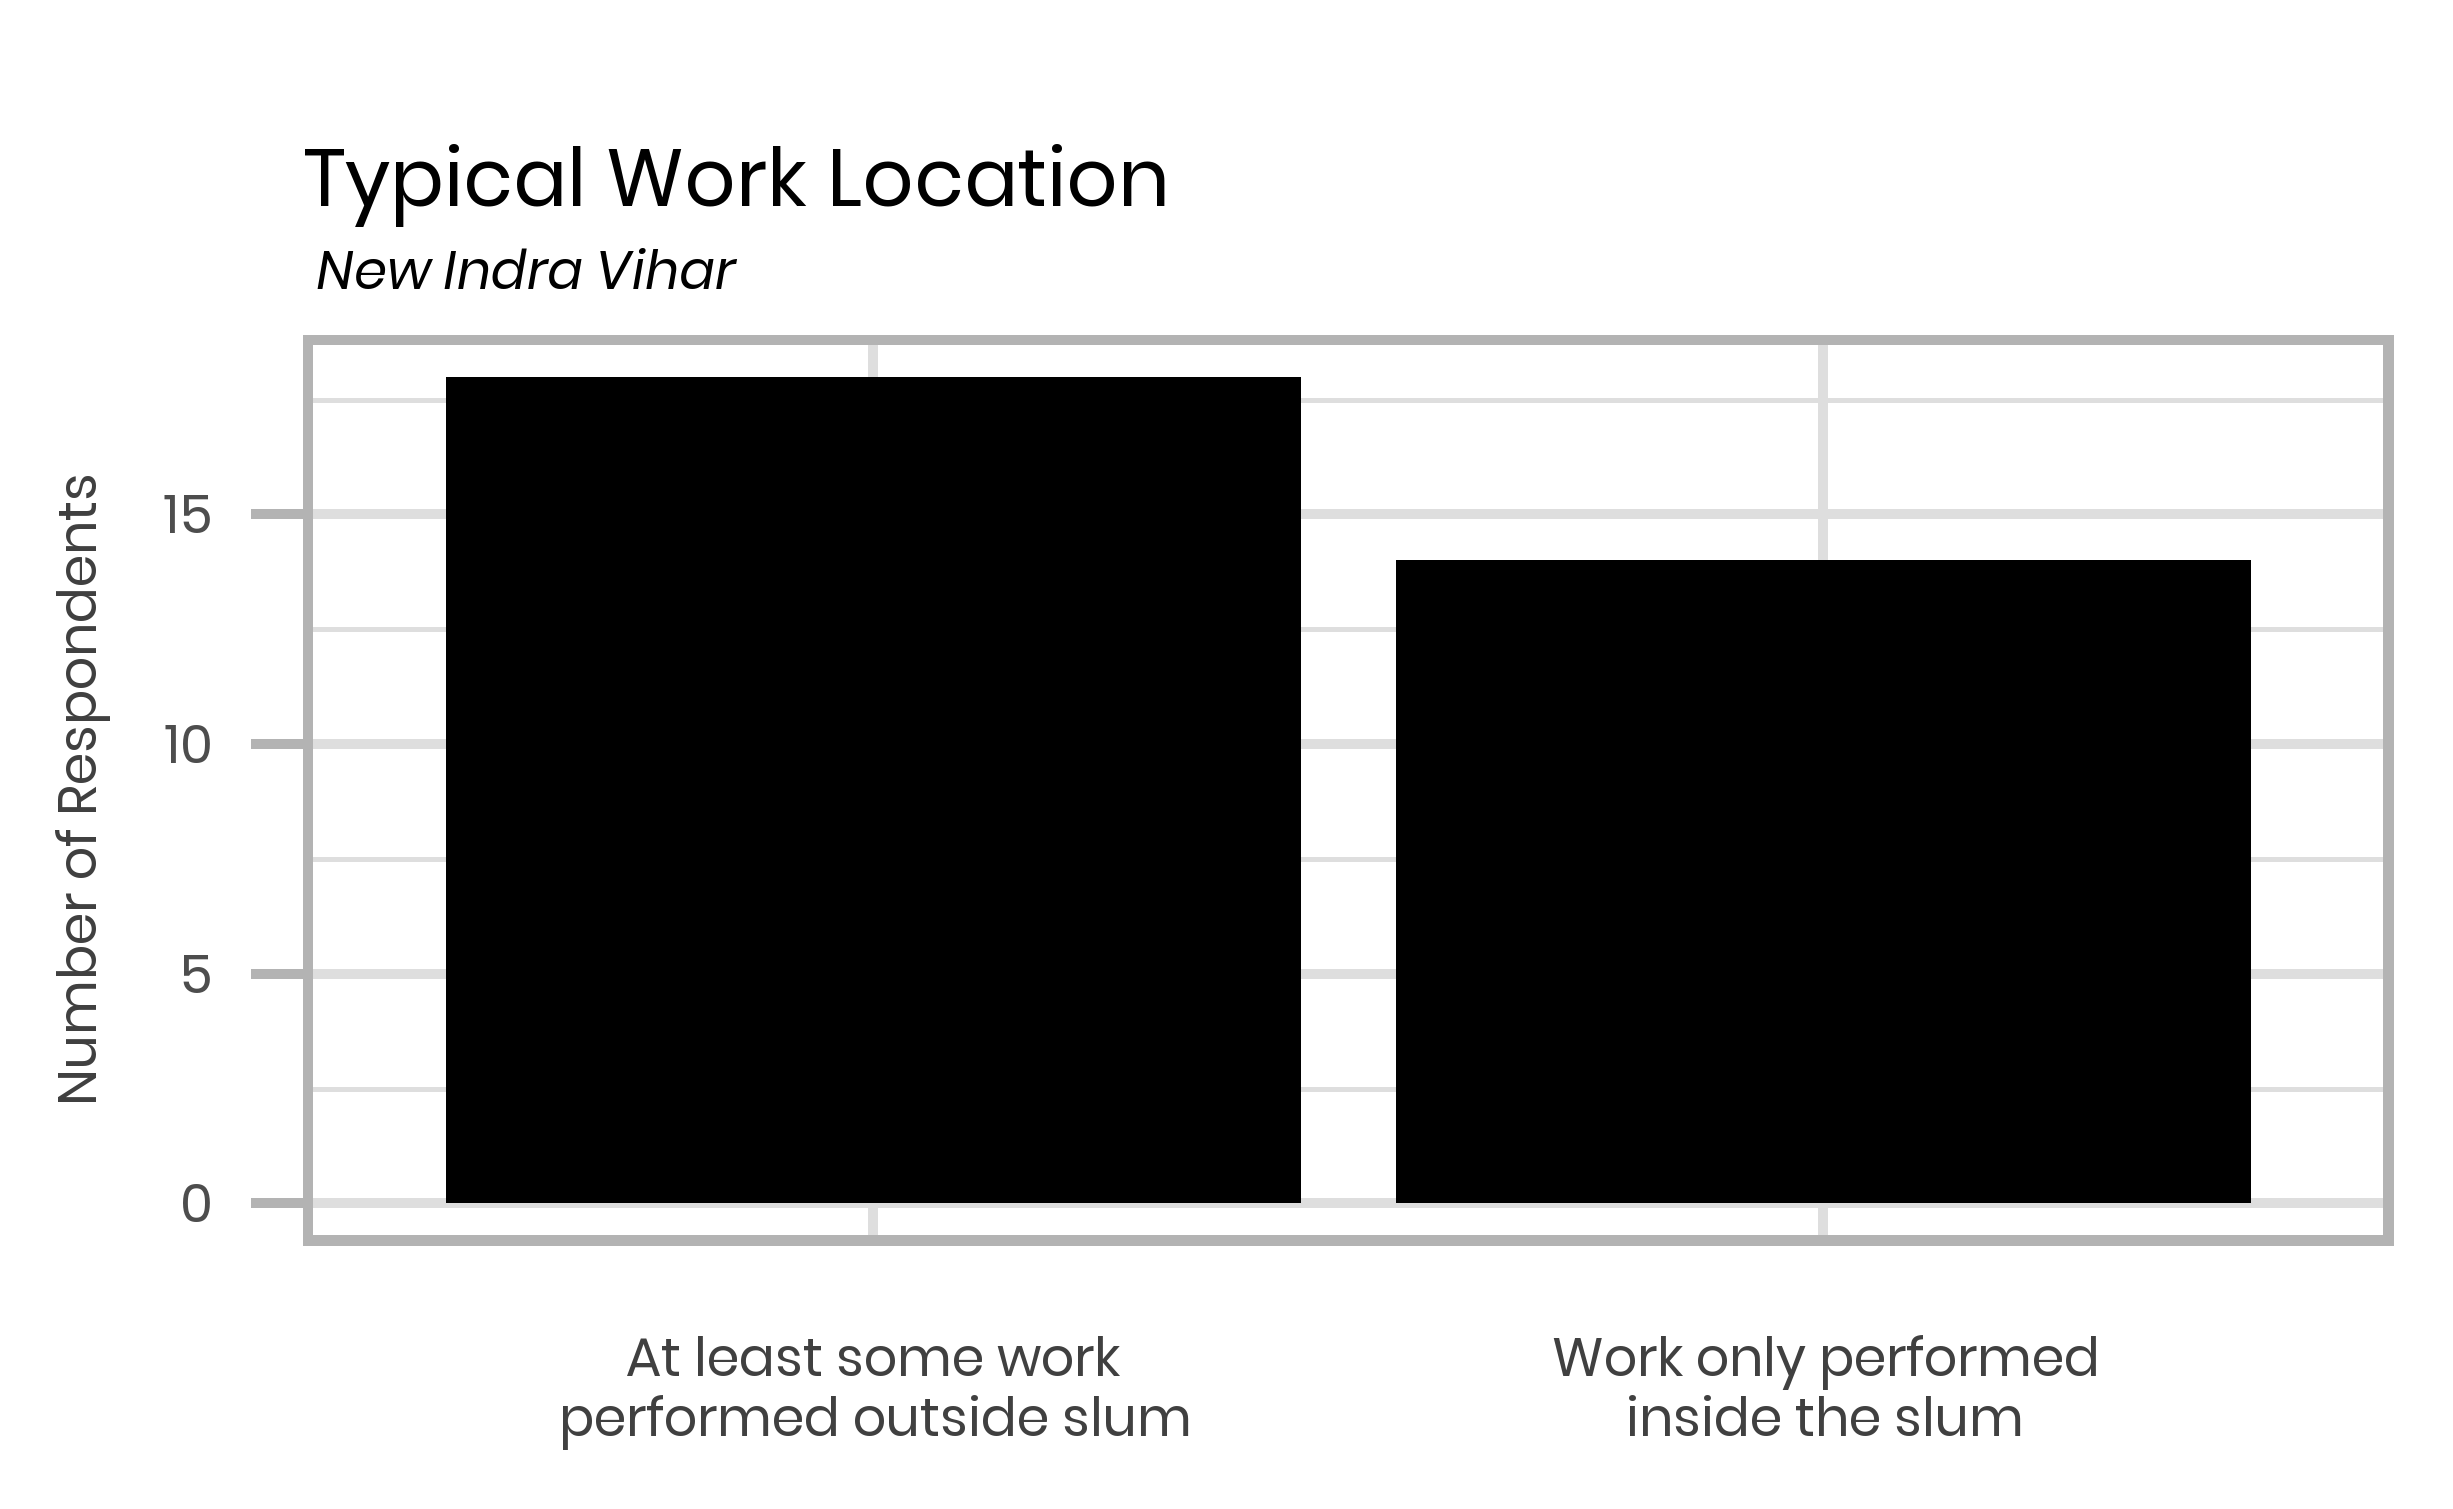 Typical Work Location
New Indra Vihar
Number of Respondents
15
10
5
0
At least some work
performed outside slum
Work only performed
inside the slum